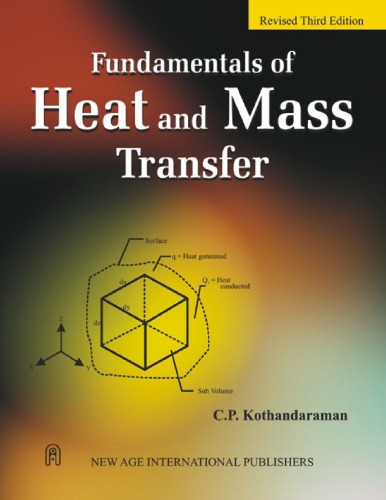 Revised Third Edition
Fundamentals of
Heat and Mass
Transfer
Surface
q = Heat generated
Q₁ = Heat
conducted
dx
dy
dz
Z
X
Y
Sub Volume
C.P. Kothandaraman
NEW AGE INTERNATIONAL PUBLISHERS